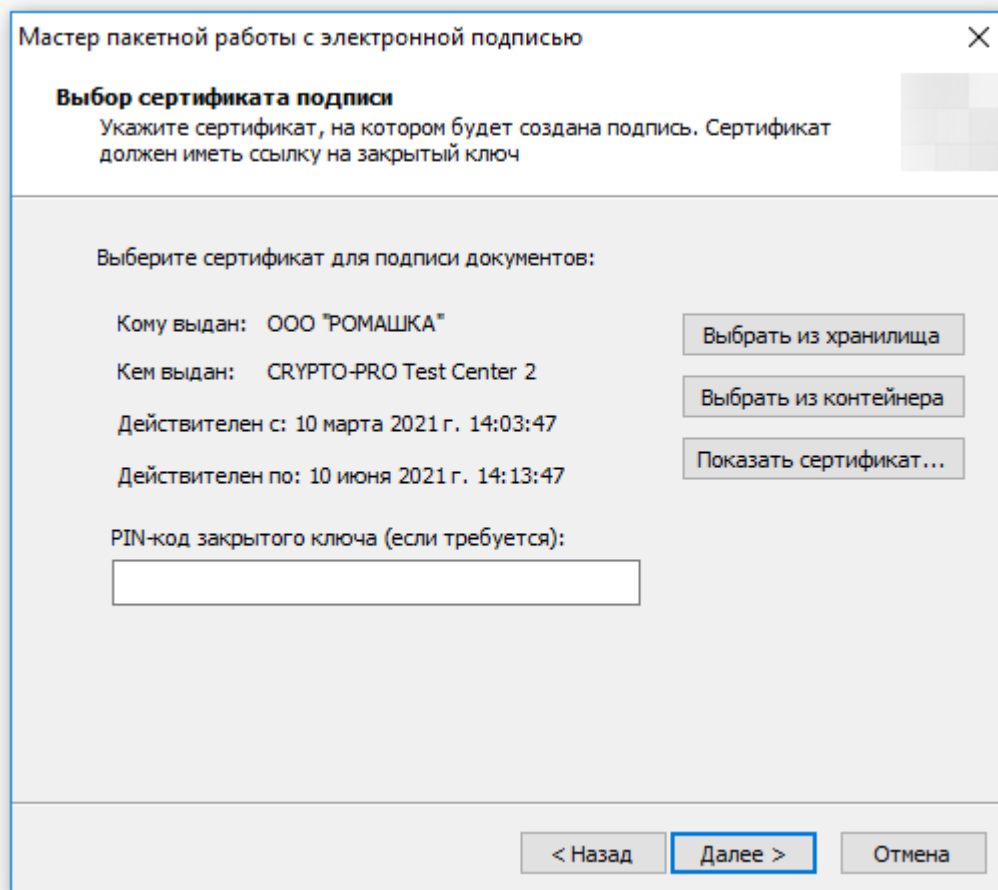 Мастер пакетной работы с электронной подписью
Выбор сертификата подписи
Укажите сертификат, на котором будет создана подпись. Сертификат
должен иметь ссылку на закрытый ключ
Выберите сертификат для подписи документов:
Кому выдан: ООО "РОМАШКА"
Выбрать из хранилища
Кем выдан: CRYPTO-PRO Test Center 2
Выбрать из контейнера
Действителен с: 10 марта 2021 г. 14:03:47
Показать сертификат...
Действителен по: 10 июня 2021 г. 14:13:47
PIN-код закрытого ключа (если требуется):
< Назад
Далее >
Отмена